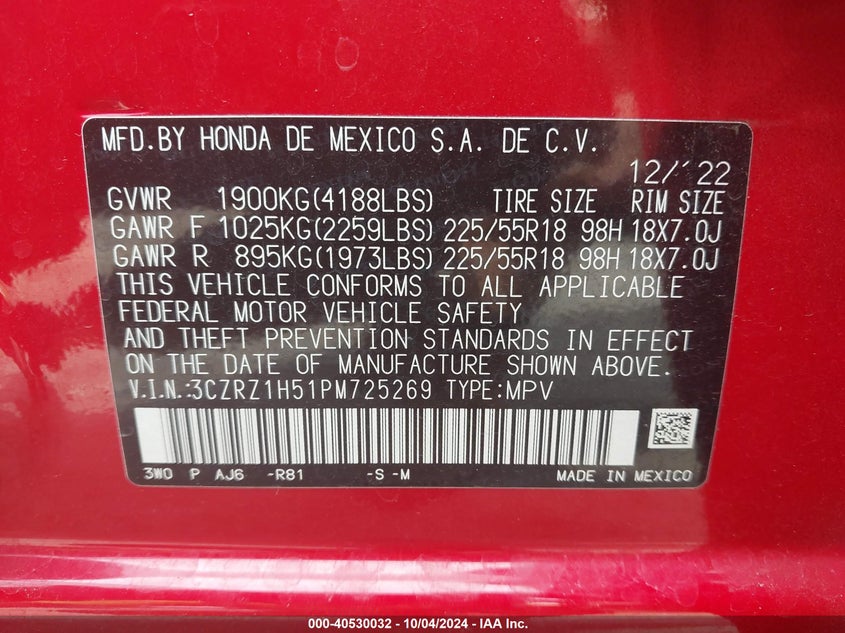 MFD.BY HONDA DE MEXICO S.A. DE C.V.
12/'22
GVWR 1900KG(4188LBS) TIRE SIZE RIM SIZE
GAWR F 1025KG(2259LBS) 225/55R18 98H 18X7.0J
GAWR R 895KG(1973LBS) 225/55R18 98H 18X7.0J
THIS VEHICLE CONFORMS TO ALL APPLICABLE
FEDERAL MOTOR VEHICLE SAFETY
AND THEFT PREVENTION STANDARDS IN EFFECT
ON THE DATE OF MANUFACTURE SHOWN ABOVE.
V.I.N.:3CZRZ1H51PM725269 TYPE:MPV
3W0 P AJ6 -R81 -S -M MADE IN MEXICO
000-40530032 - 10/04/2024 - IAA Inc.